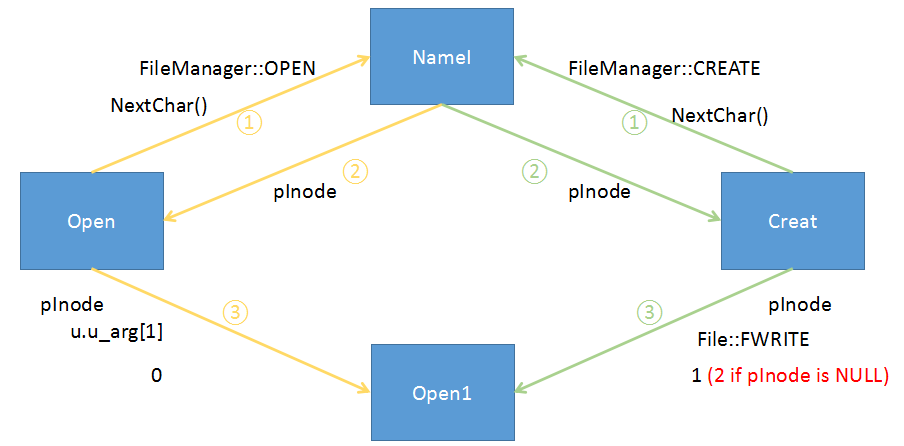 NameI
FileManager::OPEN
FileManager::CREATE
NextChar()
NextChar()
①
①
②
②
pInode
pInode
Open
Creat
③
③
pInode
pInode
u.u_arg[1]
File::FWRITE
0
1 (2 if pInode is NULL)
Open1